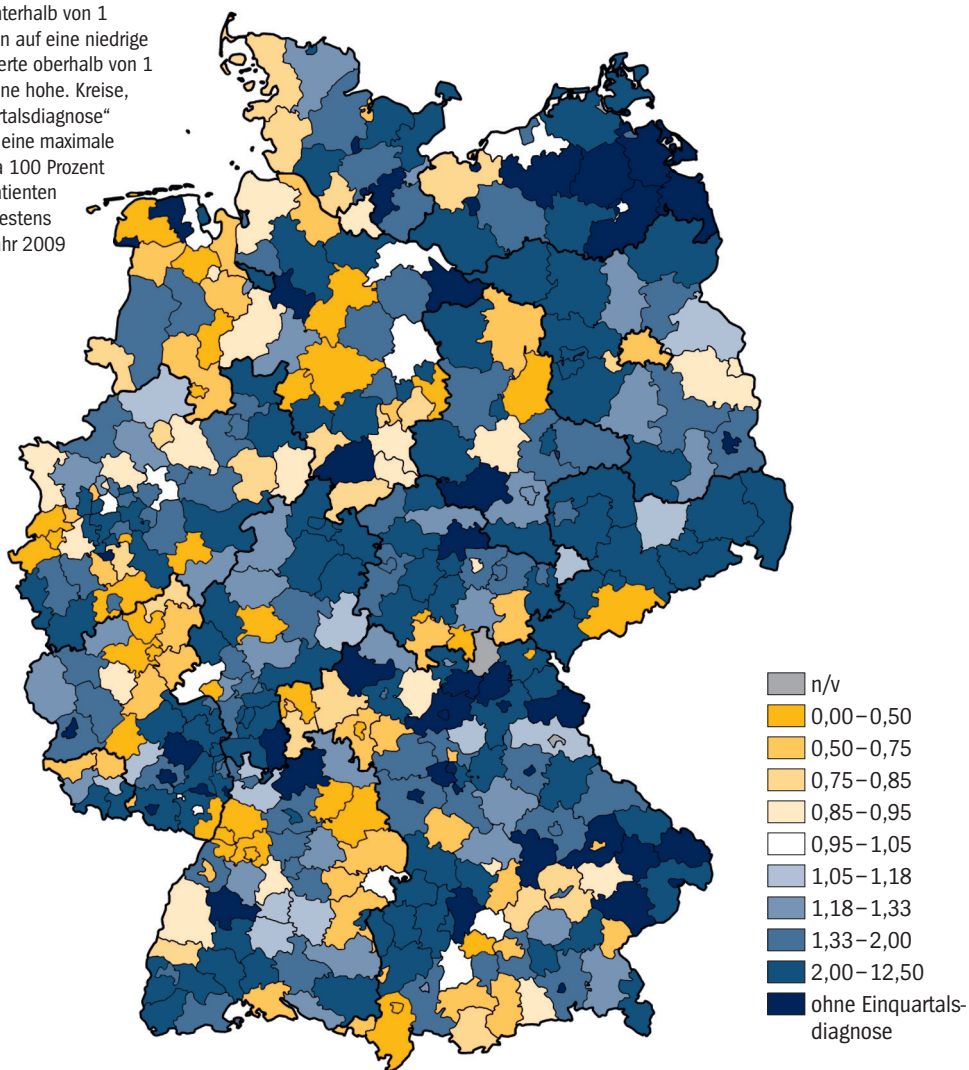 nterhalb von 1
n auf eine niedrige
erte oberhalb von 1
ne hohe. Kreise,
rtalsdiagnose“
eine maximale
a 100 Prozent
tienten
estens
hr 2009
n/v
0,00–0,50
0,50–0,75
0,75–0,85
0,85–0,95
0,95–1,05
1,05–1,18
1,18–1,33
1,33–2,00
2,00–12,50
ohne Einquartals-
diagnose